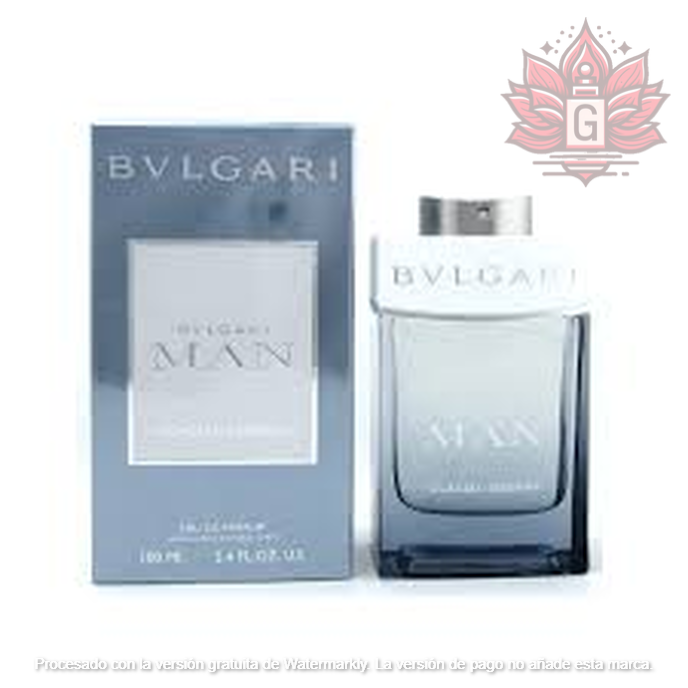 G
BVLGARI
BVLGARI
MAN
EAU DE PARFUM
100 ML 3.4 FL.OZ. U.S.
BVLGARI
MAN
Procesado con la versión gratuita de Watermarkly. La versión de pago no añade esta marca.